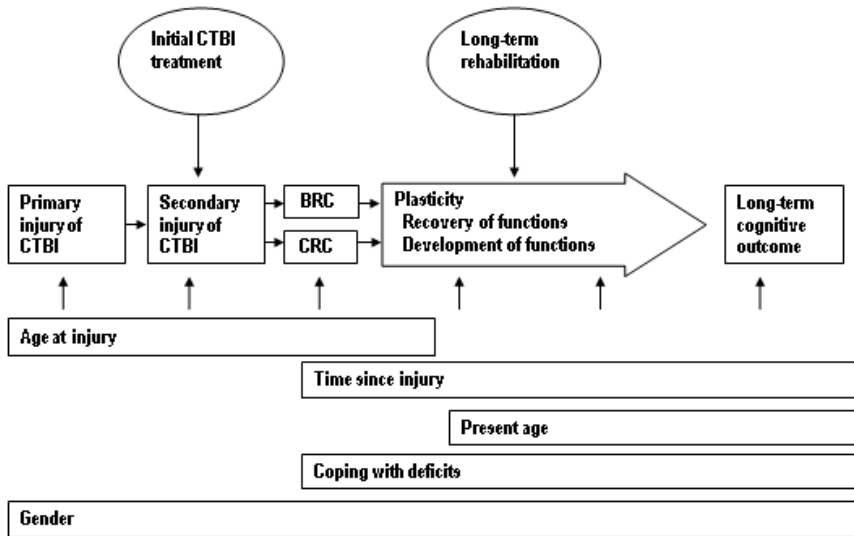 Initial CTBI
treatment
Long-term
rehabilitation
Primary
injury of
CTBI
Secondary
injury of
CTBI
BRC
CRC
Plasticity
Recovery of functions
Development of functions
Long-term
cognitive
outcome
Age at injury
Time since injury
Present age
Coping with deficits
Gender